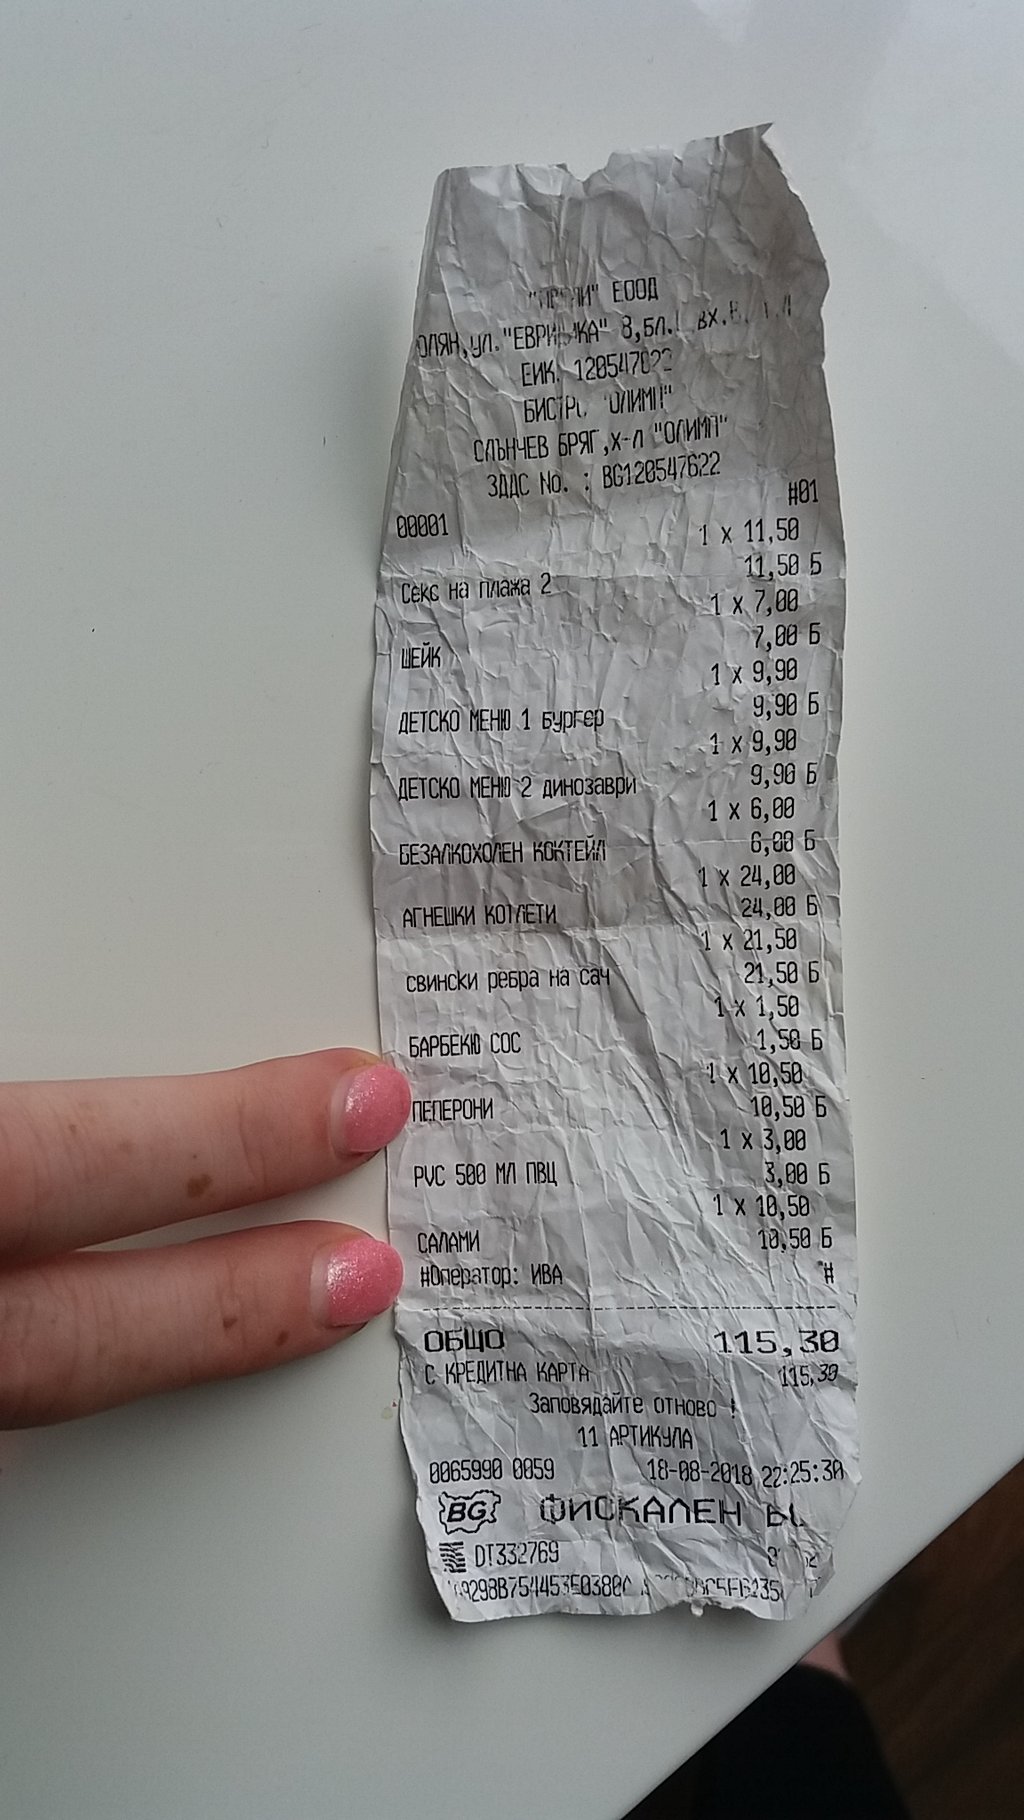 ЕООД
ул."ЕВРИДИКА" 8,бл.
ЕИК.
БИСТРО "ОЛИМП"
СЛЪНЧЕВ БРЯГ,х-л "ОЛИМП"
ЗДДС No. : BG120547622
00001 #01
1 x 11,50
Секс на плажа 2 11,50 Б
1 x 7,00
ШЕЙК 7,00 Б
1 x 9,90
ДЕТСКО МЕНЮ 1 бургер 9,90 Б
1 x 9,90
ДЕТСКО МЕНЮ 2 динозаври 9,90 Б
1 x 6,00
БЕЗАЛКОХОЛЕН КОКТЕЙЛ 6,00 Б
1 x 24,00
АГНЕШКИ КОТЛЕТИ 24,00 Б
1 x 21,50
свински ребра на сач 21,50 Б
1 x 1,50
БАРБЕКЮ СОС 1,50 Б
1 x 10,50
ПЕПЕРОНИ 10,50 Б
1 x 3,00
PVC 500 МЛ ПВЦ 3,00 Б
1 x 10,50
САЛАМИ 10,50 Б
#Оператор: ИВА #
ОБЩО 115,30
С КРЕДИТНА КАРТА 115,30
Заповядайте отново !
11 АРТИКУЛА
0065990 0059 18-08-2018 22:25:30
BG ФИСКАЛЕН
DT332769